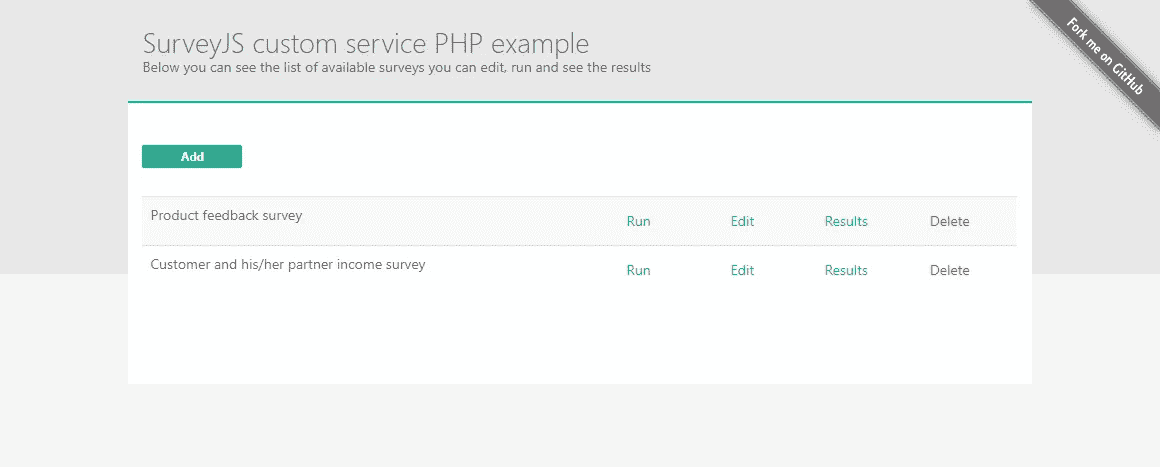 SurveyJS custom service PHP example
Below you can see the list of available surveys you can edit, run and see the results
Fork me on GitHub
Add
Product feedback survey Run Edit Results Delete
Customer and his/her partner income survey Run Edit Results Delete